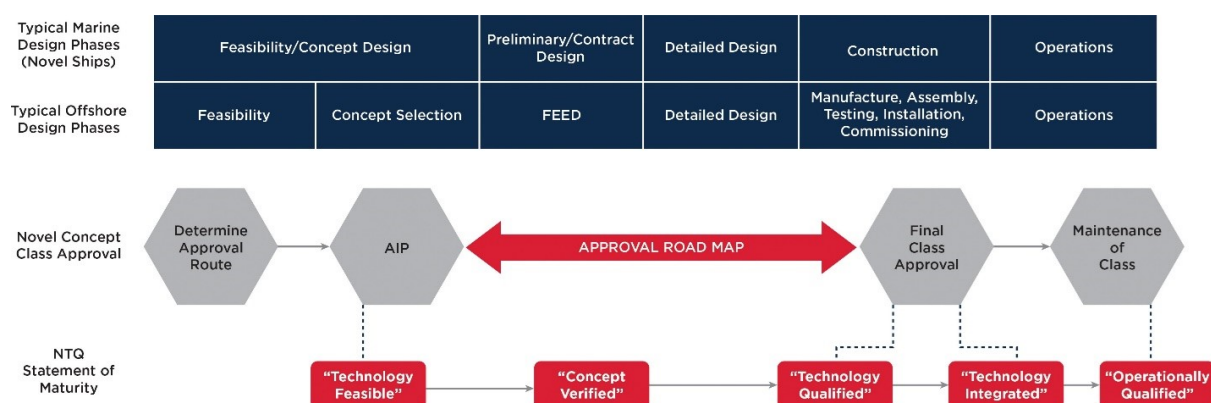 Typical Marine
Design Phases
(Novel Ships)
Feasibility/Concept Design
Preliminary/Contract
Design
Detailed Design
Construction
Operations
Typical Offshore
Design Phases
Feasibility
Concept Selection
FEED
Detailed Design
Manufacture, Assembly,
Testing, Installation,
Commissioning
Operations
Novel Concept
Class Approval
Determine
Approval
Route
AIP
APPROVAL ROAD MAP
Final
Class
Approval
Maintenance
of
Class
NTQ
Statement of
Maturity
“Technology
Feasible”
“Concept
Verified”
“Technology
Qualified”
“Technology
Integrated”
“Operationally
Qualified”